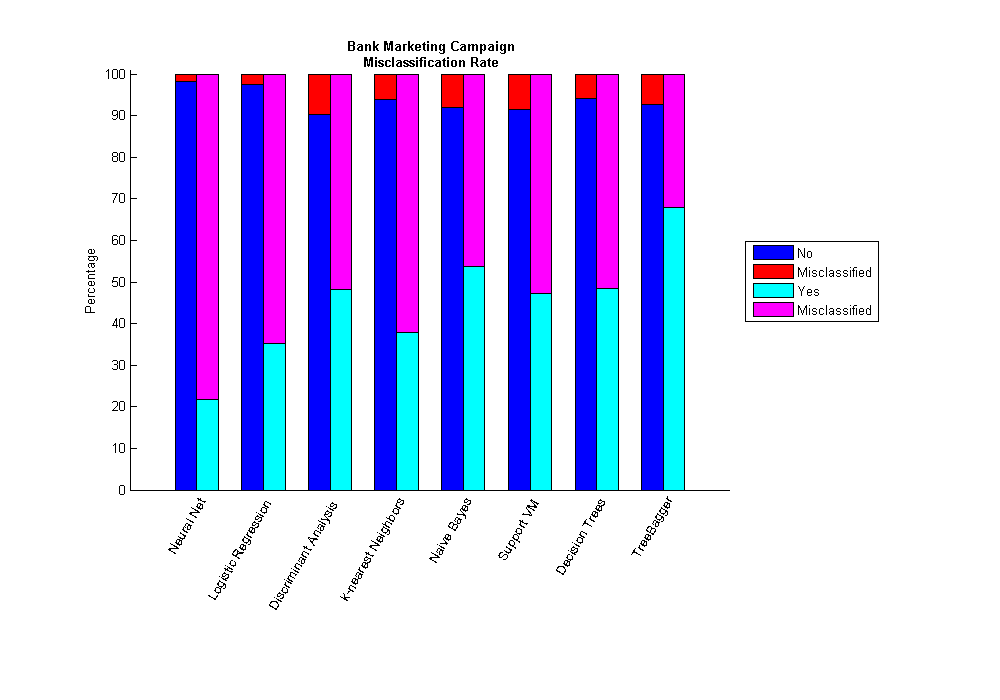 Bank Marketing Campaign
Misclassification Rate
100
90
80
70
60
50
40
30
20
10
0
Percentage
Neural Net
Logistic Regression
Discriminant Analysis
k-nearest Neighbors
Naive Bayes
Support VM
Decision Trees
TreeBagger
No
Misclassified
Yes
Misclassified